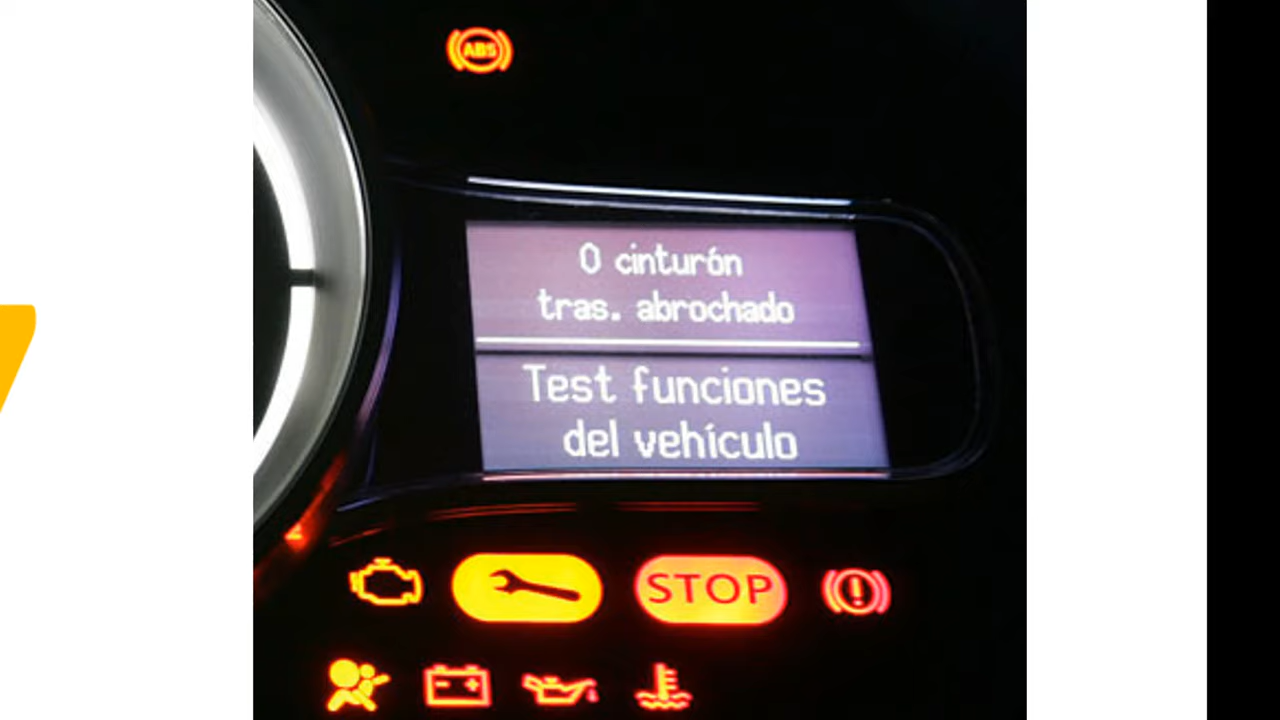 ABS
0 cinturón
tras. abrochado
Test funciones
del vehículo
STOP